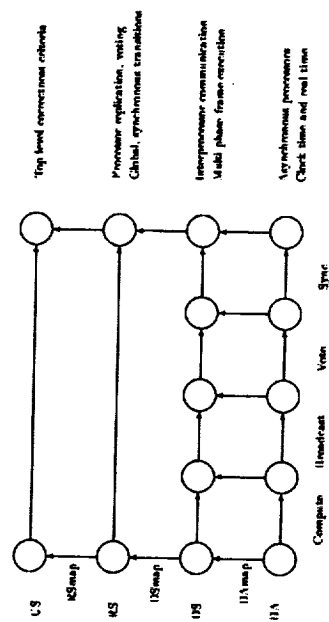 US
Top level correctness criteria
RSmap
RS
Processor replication, voting
Global, synchronous transitions
DSmap
DS
Interprocessor communication
Multi phase frame execution
DAmap
DA
Asynchronous processors
Clock time and real time
Compute Broadcast Vote Sync